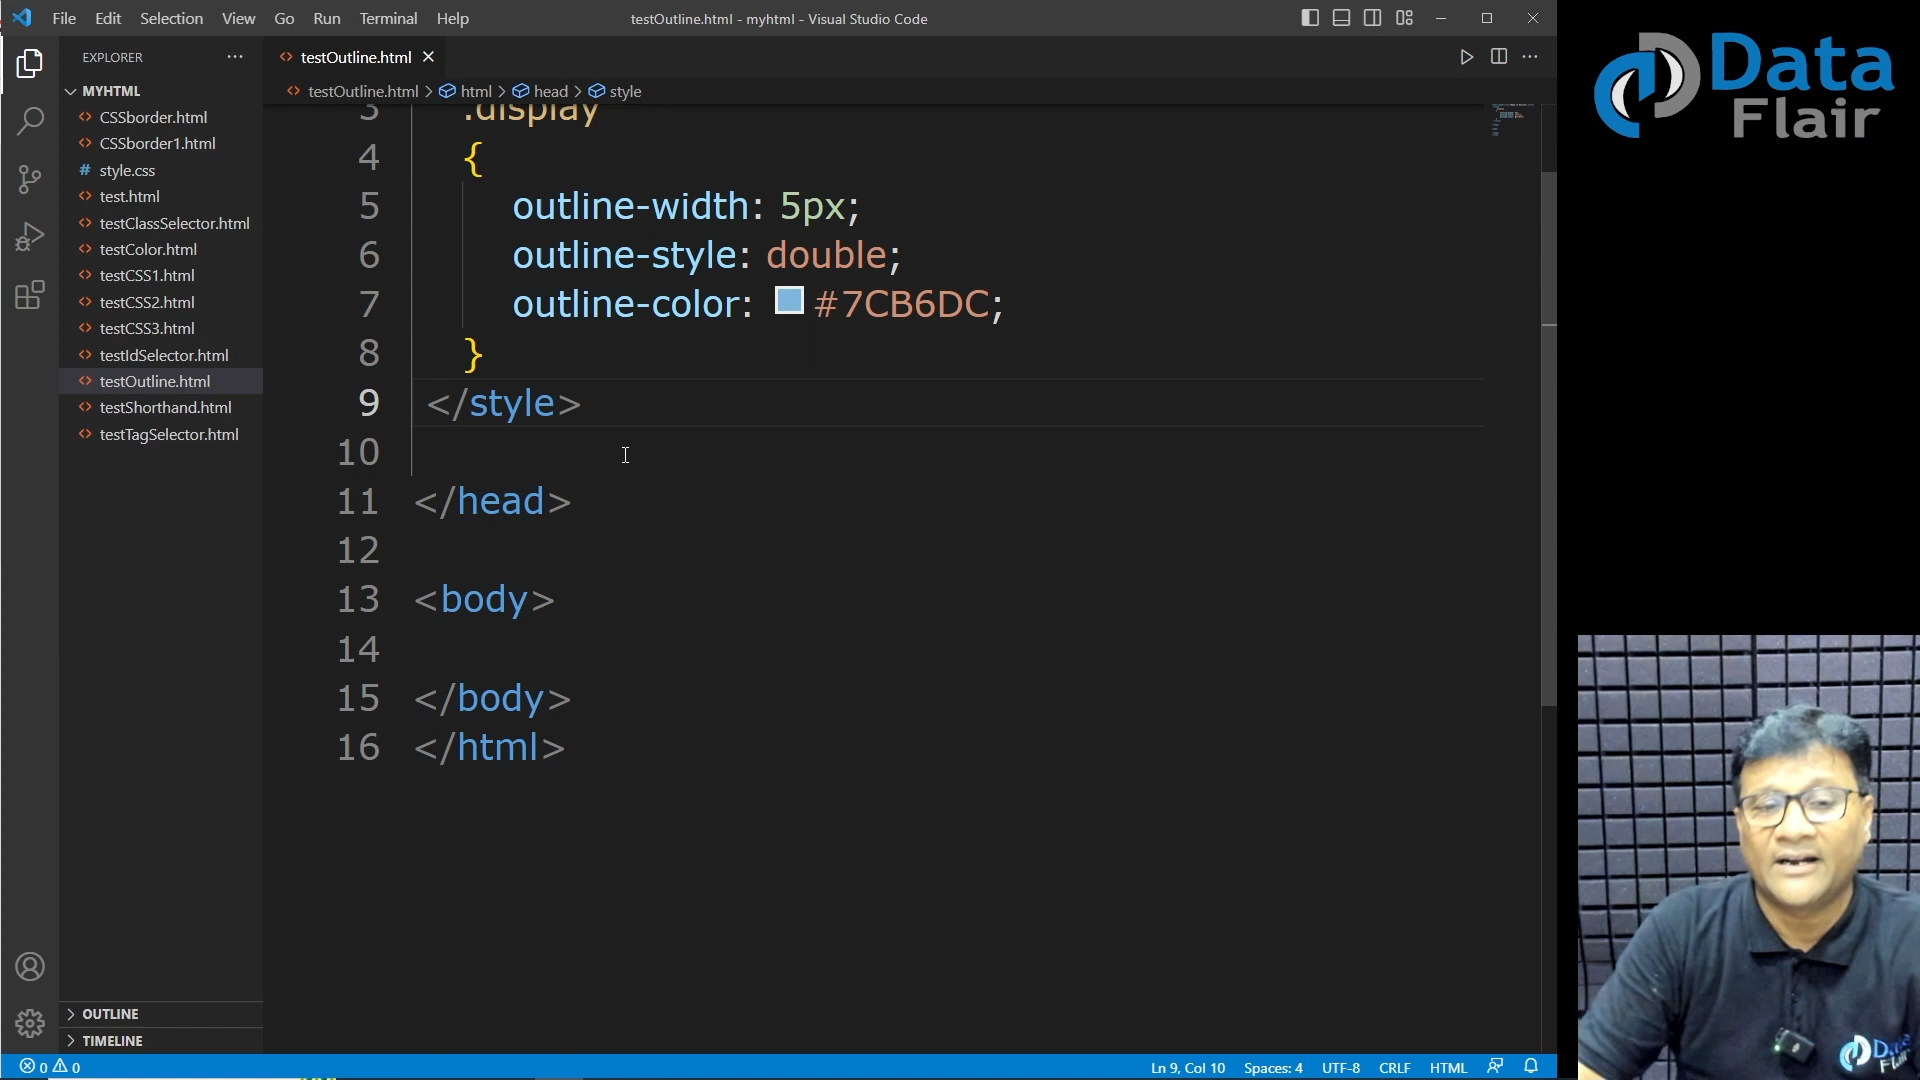 File Edit Selection View Go Run Terminal Help
testOutline.html - myhtml - Visual Studio Code
EXPLORER
MYHTML
CSSborder.html
CSSborder1.html
style.css
test.html
testClassSelector.html
testColor.html
testCSS1.html
testCSS2.html
testCSS3.html
testIdSelector.html
testOutline.html
testShorthand.html
testTagSelector.html
OUTLINE
TIMELINE
testOutline.html
testOutline.html > html > head > style
3 .display
4 {
5 outline-width: 5px;
6 outline-style: double;
7 outline-color: #7CB6DC;
8 }
9 </style>
10
11 </head>
12
13 <body>
14
15 </body>
16 </html>
0 0
Ln 9, Col 10 Spaces: 4 UTF-8 CRLF HTML
Data
Flair